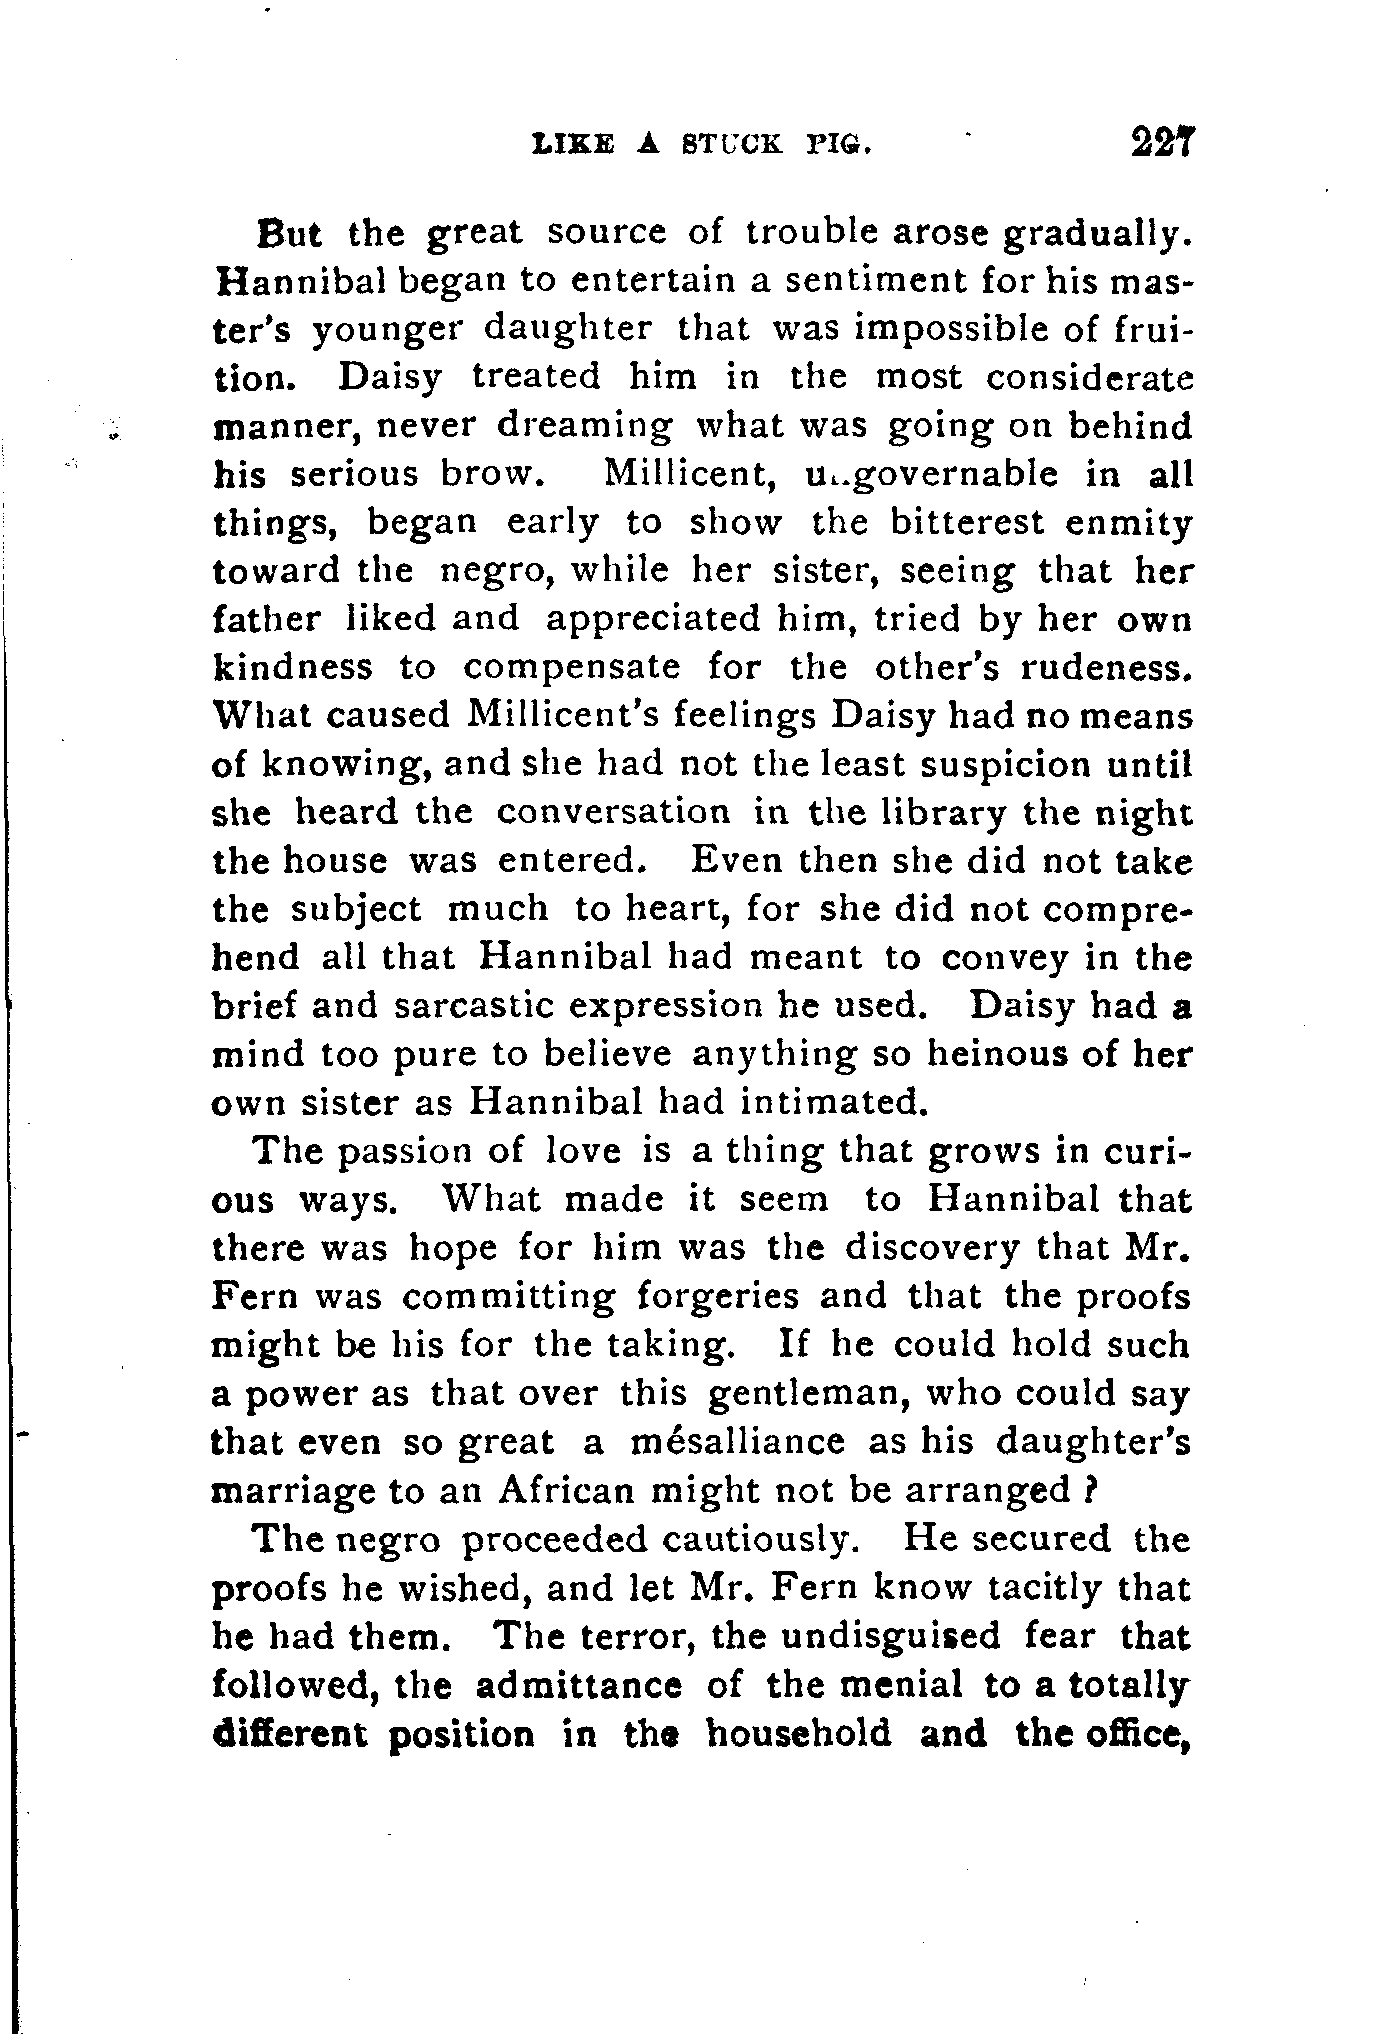 LIKE A STUCK PIG. 227
But the great source of trouble arose gradually.
Hannibal began to entertain a sentiment for his mas-
ter's younger daughter that was impossible of frui-
tion. Daisy treated him in the most considerate
manner, never dreaming what was going on behind
his serious brow. Millicent, ungovernable in all
things, began early to show the bitterest enmity
toward the negro, while her sister, seeing that her
father liked and appreciated him, tried by her own
kindness to compensate for the other's rudeness.
What caused Millicent's feelings Daisy had no means
of knowing, and she had not the least suspicion until
she heard the conversation in the library the night
the house was entered. Even then she did not take
the subject much to heart, for she did not compre-
hend all that Hannibal had meant to convey in the
brief and sarcastic expression he used. Daisy had a
mind too pure to believe anything so heinous of her
own sister as Hannibal had intimated.
The passion of love is a thing that grows in curi-
ous ways. What made it seem to Hannibal that
there was hope for him was the discovery that Mr.
Fern was committing forgeries and that the proofs
might be his for the taking. If he could hold such
a power as that over this gentleman, who could say
that even so great a mésalliance as his daughter's
marriage to an African might not be arranged ?
The negro proceeded cautiously. He secured the
proofs he wished, and let Mr. Fern know tacitly that
he had them. The terror, the undisguised fear that
followed, the admittance of the menial to a totally
different position in the household and the office,